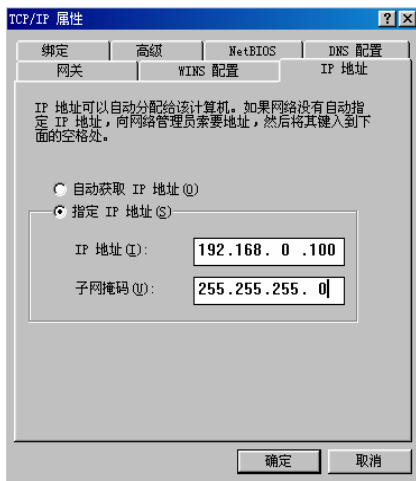 TCP/IP 属性
绑定 高级 NetBIOS DNS 配置
网关 WINS 配置 IP 地址
IP 地址可以自动分配给该计算机。如果网络没有自动指
定 IP 地址，向网络管理员索要地址，然后将其键入到下
面的空格处。
自动获取 IP 地址(O)
指定 IP 地址(S)
IP 地址(I): 192.168. 0 .100
子网掩码(U): 255.255.255. 0
确定 取消